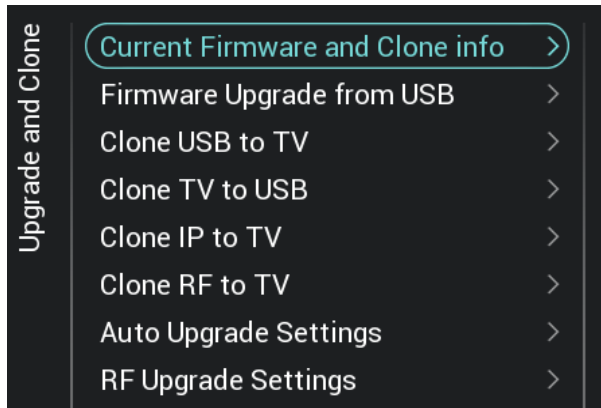 Upgrade and Clone
Current Firmware and Clone info
Firmware Upgrade from USB
Clone USB to TV
Clone TV to USB
Clone IP to TV
Clone RF to TV
Auto Upgrade Settings
RF Upgrade Settings